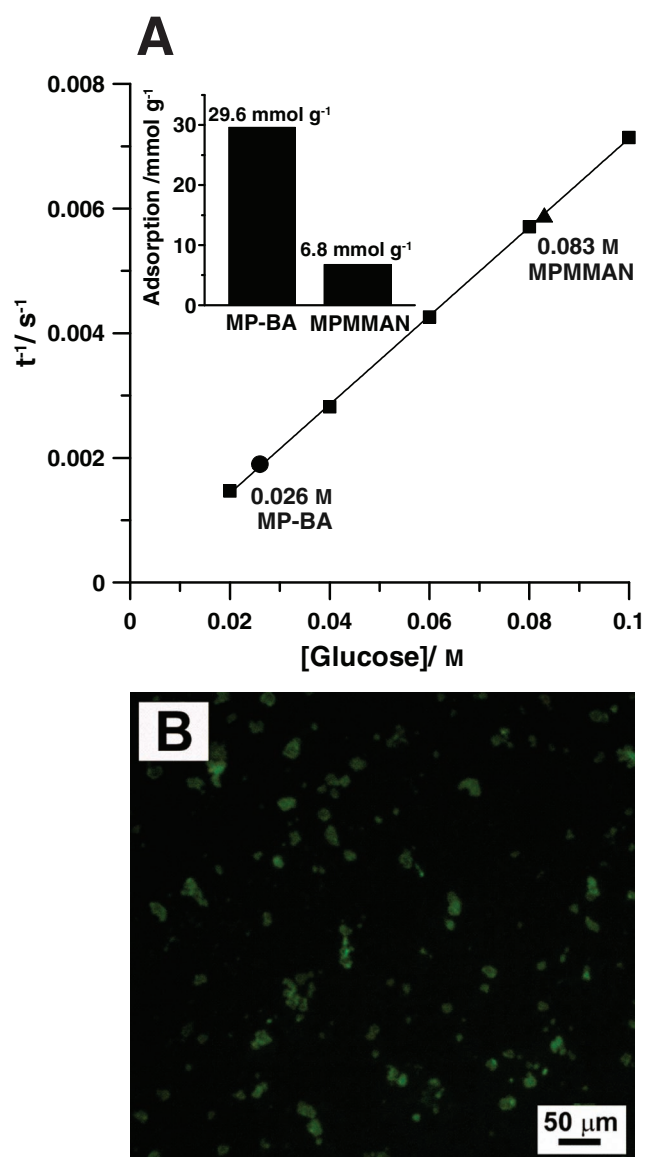 A
0.008
0.006
0.004
0.002
0
t⁻¹/ s⁻¹
Adsorption /mmol g⁻¹
30
20
10
0
29.6 mmol g⁻¹
6.8 mmol g⁻¹
MP-BA MPMMAN
0.083 M
MPMMAN
0.026 M
MP-BA
0 0.02 0.04 0.06 0.08 0.1
[Glucose]/ M
B
50 μm